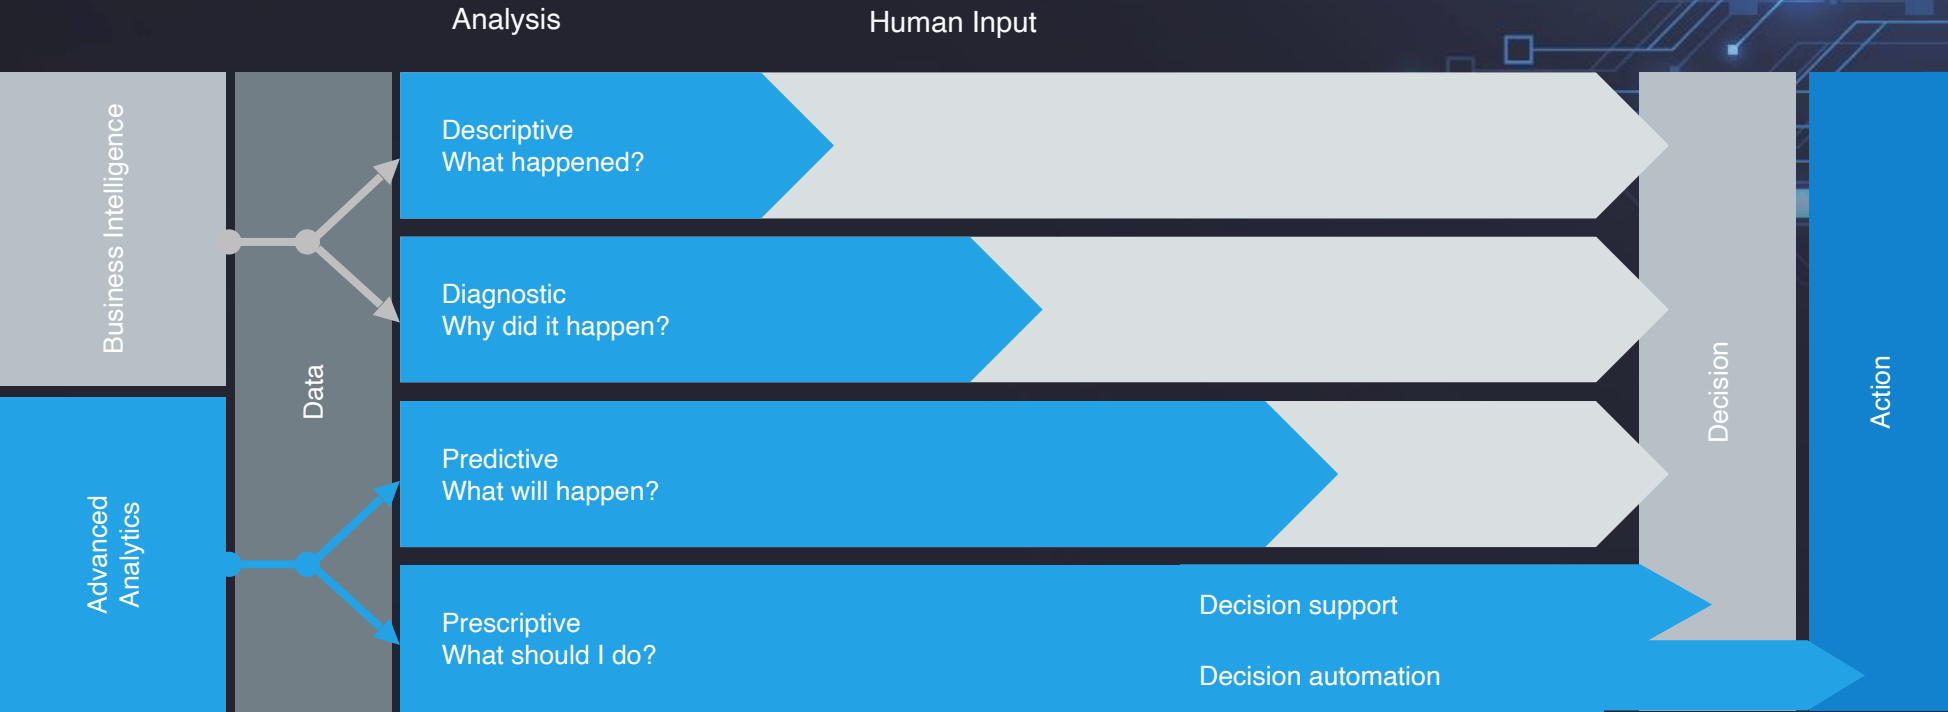 Analysis
Human Input
Business Intelligence
Advanced
Analytics
Data
Descriptive
What happened?
Diagnostic
Why did it happen?
Predictive
What will happen?
Prescriptive
What should I do?
Decision support
Decision automation
Decision
Action